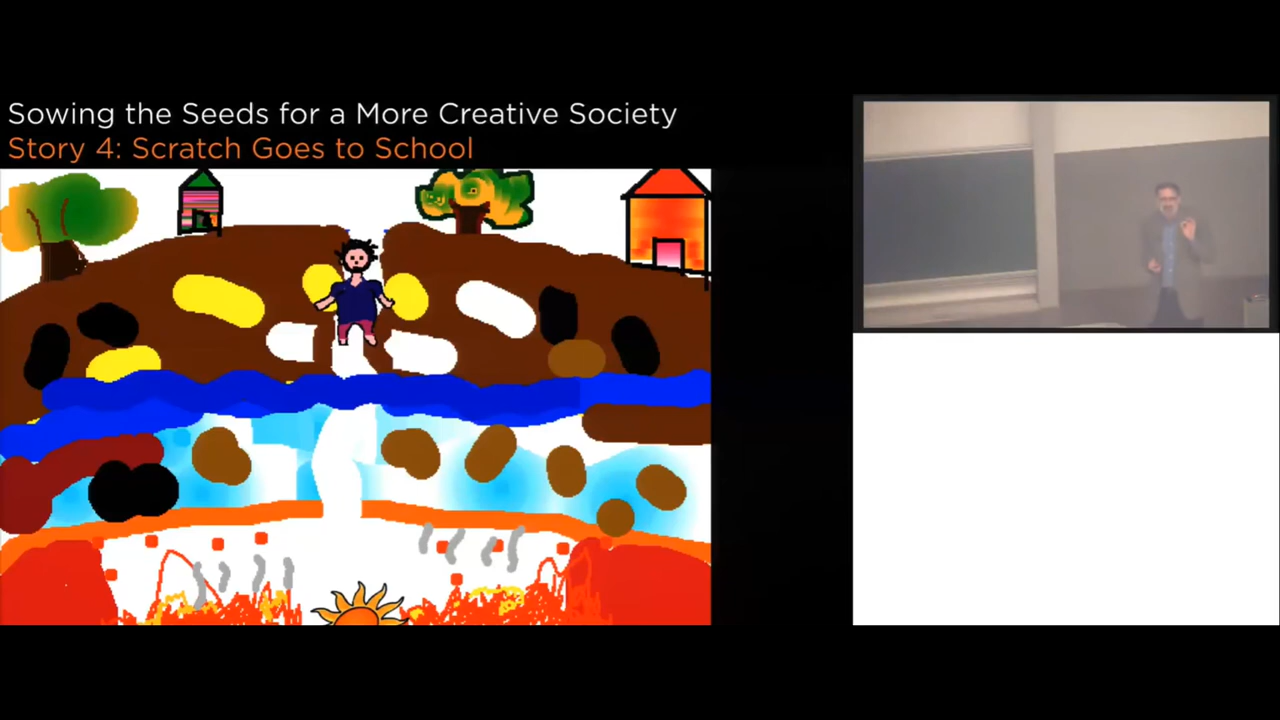 Sowing the Seeds for a More Creative Society
Story 4: Scratch Goes to School